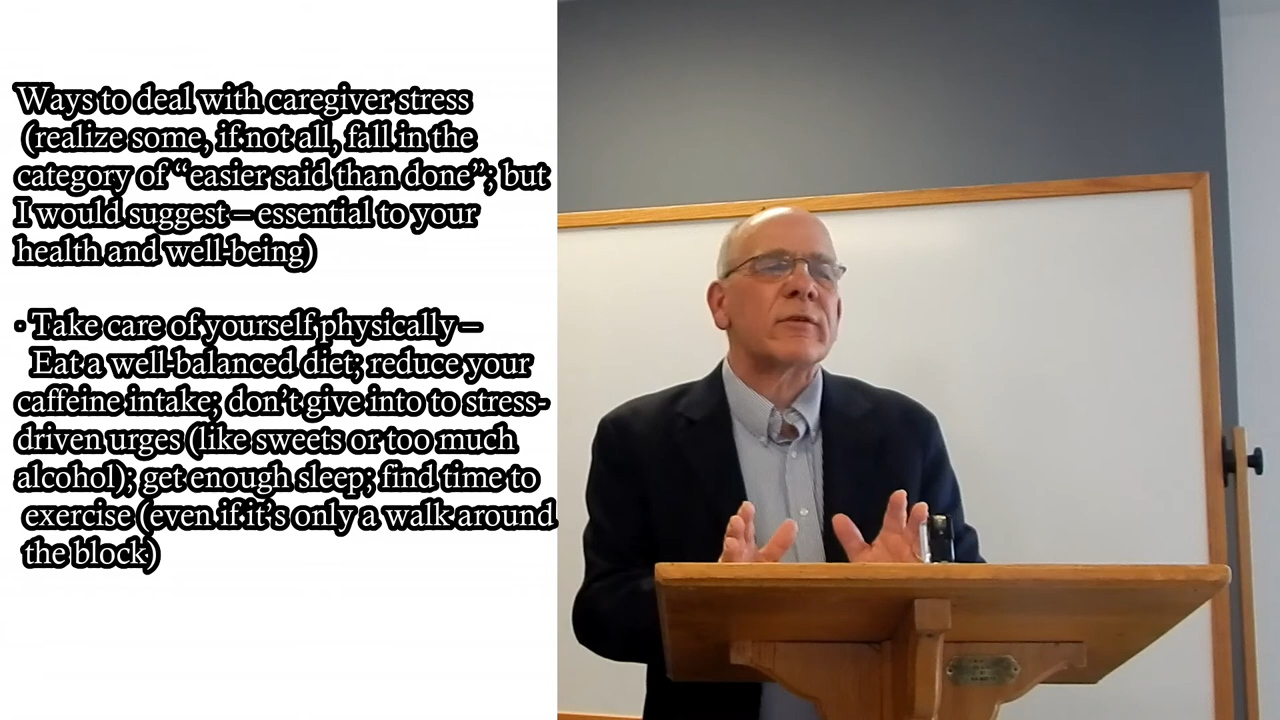 Ways to deal with caregiver stress
(realize some, if not all, fall in the
category of “easier said than done”; but
I would suggest – essential to your
health and well-being)
· Take care of yourself physically –
Eat a well-balanced diet; reduce your
caffeine intake; don’t give into to stress-
driven urges (like sweets or too much
alcohol); get enough sleep; find time to
exercise (even if it’s only a walk around
the block)